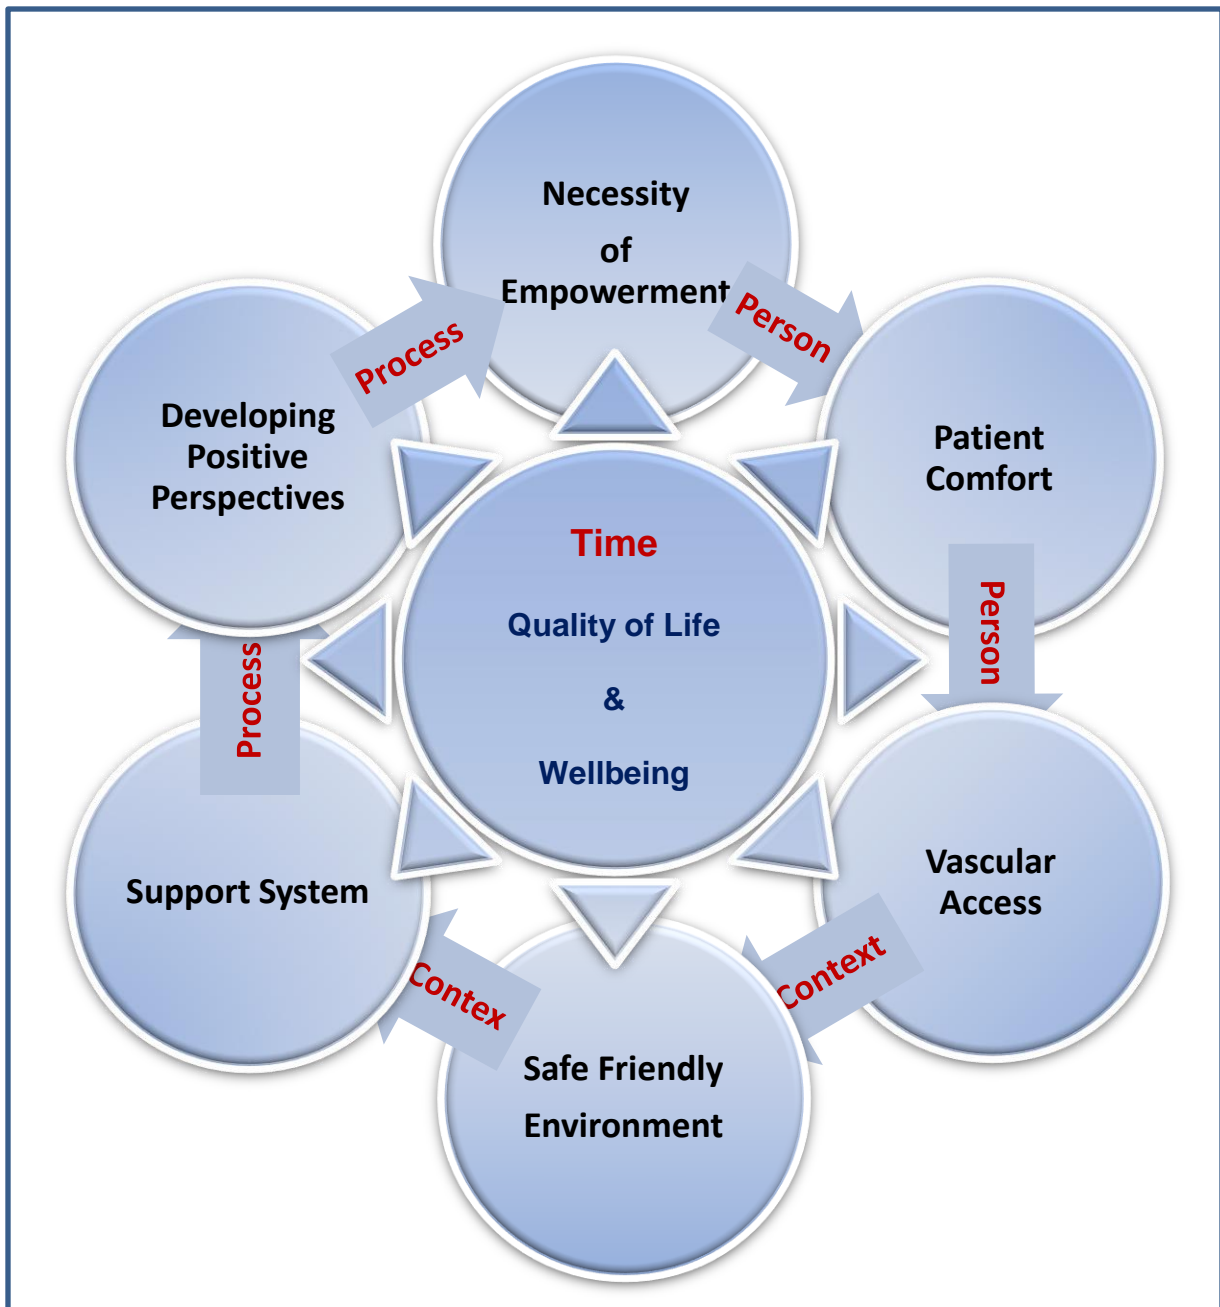 Necessity
of
Empowerment
Person
Patient
Comfort
Person
Vascular
Access
Context
Safe Friendly
Environment
Contex
Support System
Process
Developing
Positive
Perspectives
Process
Time
Quality of Life
&
Wellbeing